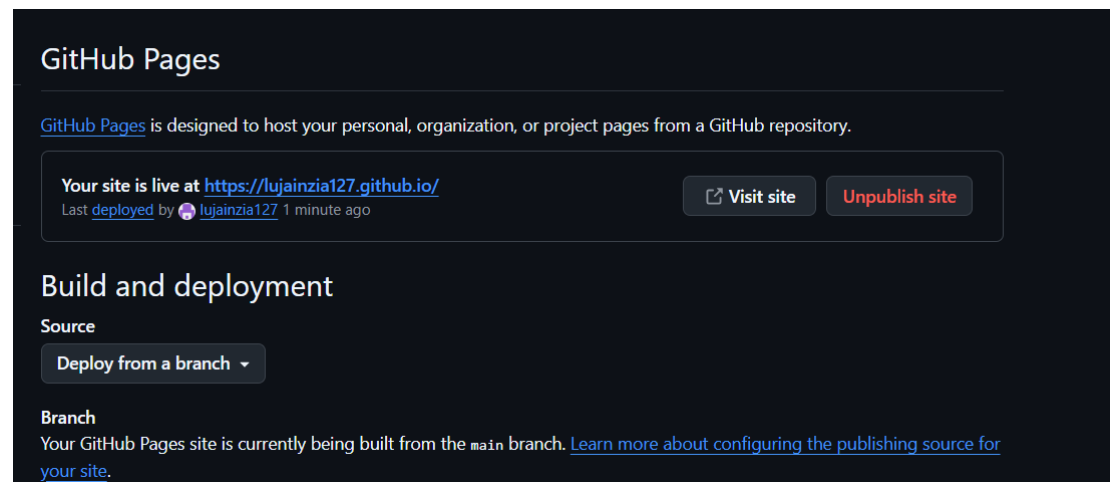 GitHub Pages
GitHub Pages is designed to host your personal, organization, or project pages from a GitHub repository.
Your site is live at https://lujainzia127.github.io/
Last deployed by lujainzia127 1 minute ago
Visit site
Unpublish site
Build and deployment
Source
Deploy from a branch
Branch
Your GitHub Pages site is currently being built from the main branch. Learn more about configuring the publishing source for
your site.